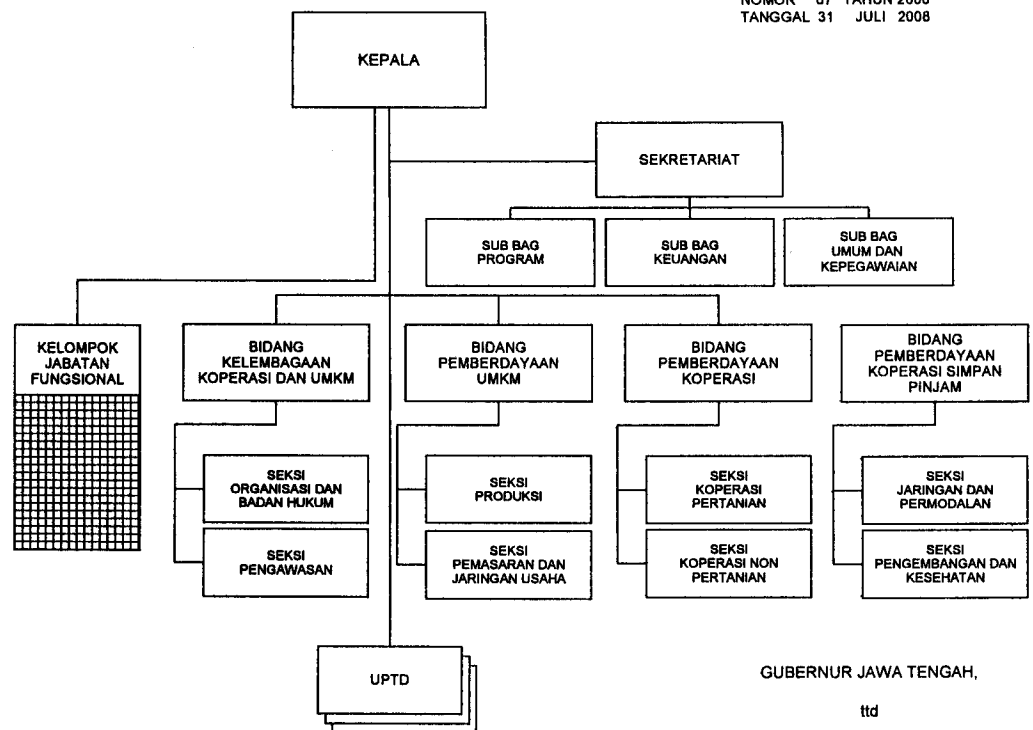 TANGGAL 31 JULI 2008
KEPALA
SEKRETARIAT
SUB BAG
PROGRAM
SUB BAG
KEUANGAN
SUB BAG
UMUM DAN
KEPEGAWAIAN
KELOMPOK
JABATAN
FUNGSIONAL
BIDANG
KELEMBAGAAN
KOPERASI DAN UMKM
BIDANG
PEMBERDAYAAN
UMKM
BIDANG
PEMBERDAYAAN
KOPERASI
BIDANG
PEMBERDAYAAN
KOPERASI SIMPAN
PINJAM
SEKSI
ORGANISASI DAN
BADAN HUKUM
SEKSI
PRODUKSI
SEKSI
KOPERASI
PERTANIAN
SEKSI
JARINGAN DAN
PERMODALAN
SEKSI
PENGAWASAN
SEKSI
PEMASARAN DAN
JARINGAN USAHA
SEKSI
KOPERASI NON
PERTANIAN
SEKSI
PENGEMBANGAN DAN
KESEHATAN
UPTD
GUBERNUR JAWA TENGAH,
ttd